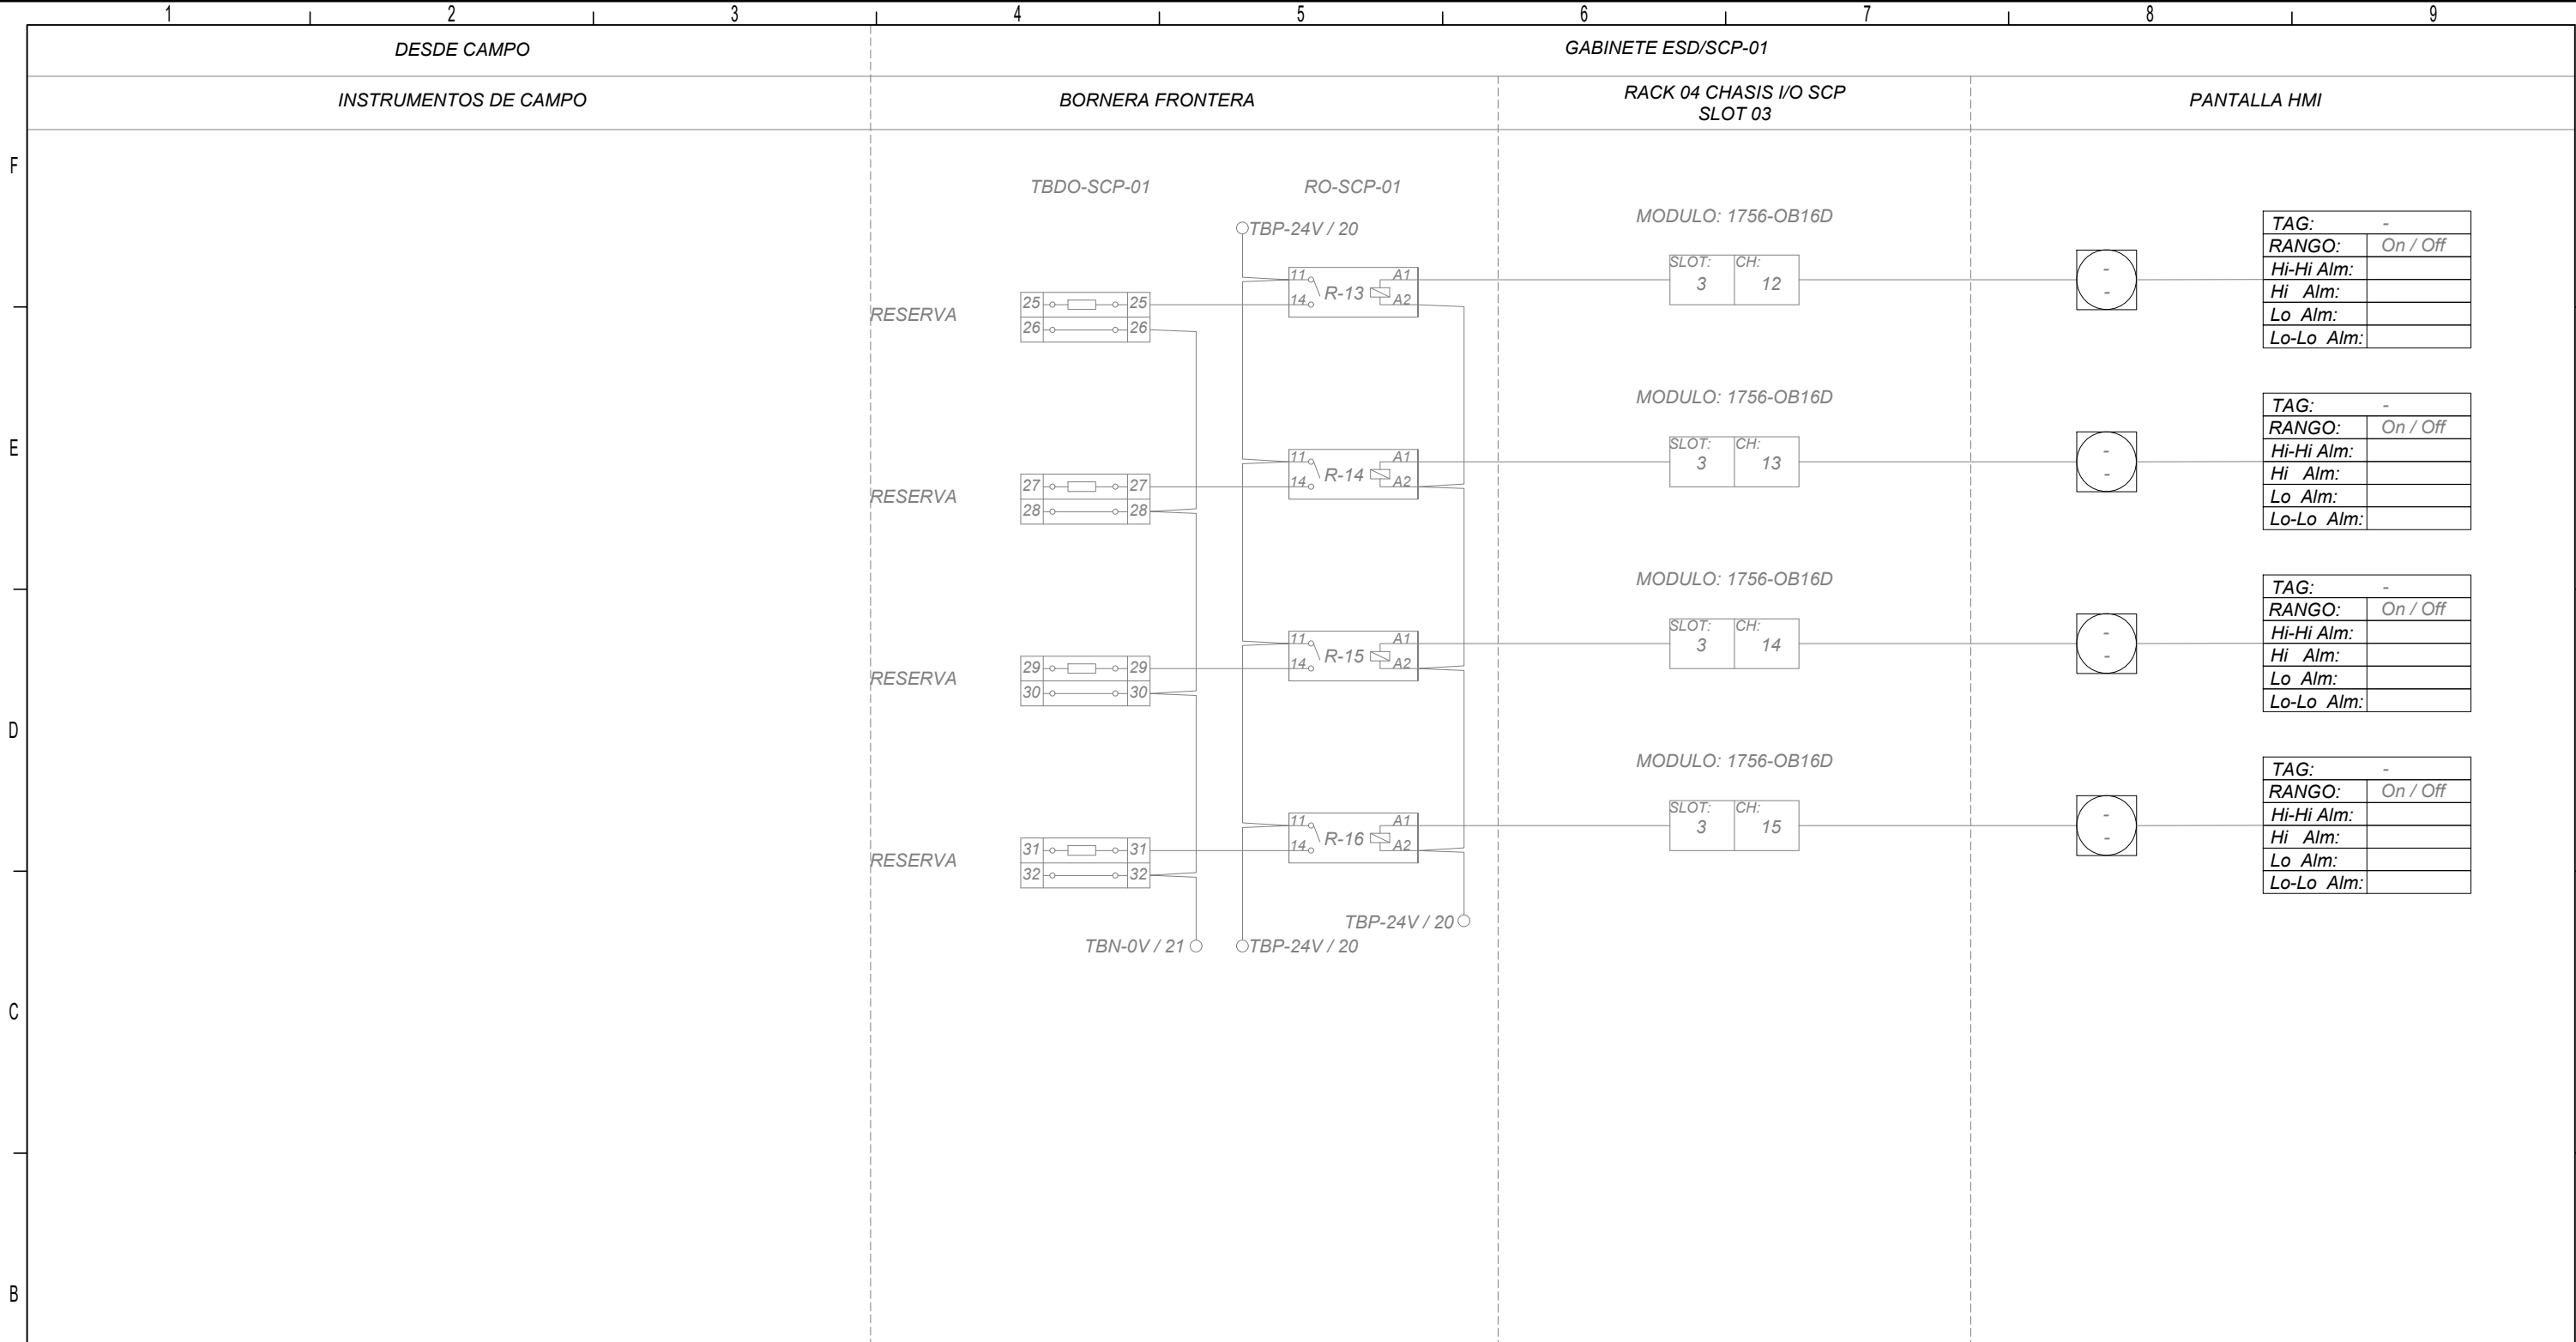 1 2 3 4 5 6 7 8 9
DESDE CAMPO
GABINETE ESD/SCP-01
INSTRUMENTOS DE CAMPO
BORNERA FRONTERA
RACK 04 CHASIS I/O SCP
SLOT 03
PANTALLA HMI
F
E
D
C
B
TBDO-SCP-01
RO-SCP-01
TBP-24V / 20
MODULO: 1756-OB16D
RESERVA
25 25
26 26
11 A1
R-13
14 A2
SLOT: CH:
3 12
-
-
TAG: -
RANGO: On / Off
Hi-Hi Alm:
Hi Alm:
Lo Alm:
Lo-Lo Alm:
MODULO: 1756-OB16D
RESERVA
27 27
28 28
11 A1
R-14
14 A2
SLOT: CH:
3 13
-
-
TAG: -
RANGO: On / Off
Hi-Hi Alm:
Hi Alm:
Lo Alm:
Lo-Lo Alm:
MODULO: 1756-OB16D
RESERVA
29 29
30 30
11 A1
R-15
14 A2
SLOT: CH:
3 14
-
-
TAG: -
RANGO: On / Off
Hi-Hi Alm:
Hi Alm:
Lo Alm:
Lo-Lo Alm:
MODULO: 1756-OB16D
RESERVA
31 31
32 32
11 A1
R-16
14 A2
SLOT: CH:
3 15
-
-
TAG: -
RANGO: On / Off
Hi-Hi Alm:
Hi Alm:
Lo Alm:
Lo-Lo Alm:
TBP-24V / 20
TBN-0V / 21
TBP-24V / 20